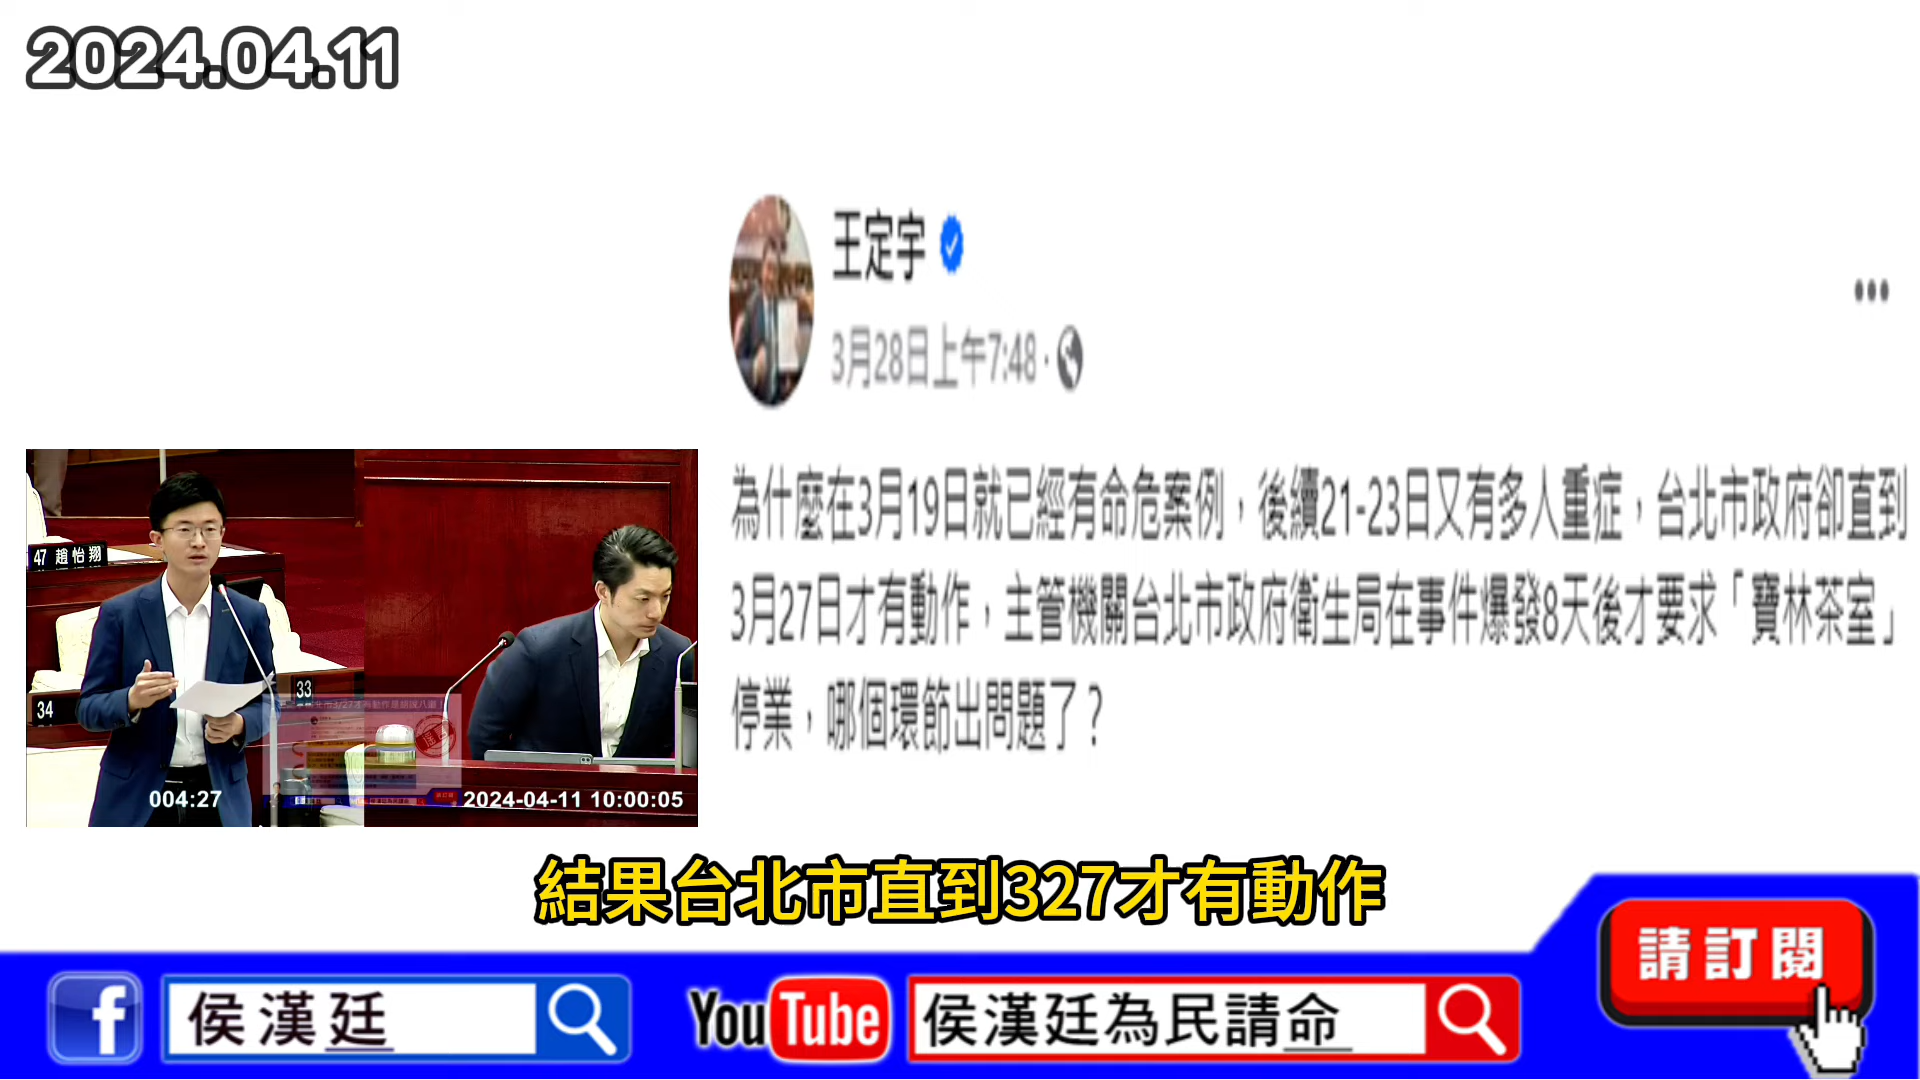 2024.04.11
王定宇
3月28日上午7:48
為什麼在3月19日就已經有命危案例，後續21-23日又有多人重症，台北市政府卻直到
3月27日才有動作，主管機關台北市政府衛生局在事件爆發8天後才要求「寶林茶室」
停業，哪個環節出問題了？
47 趙怡翔
34
33
004:27
2024-04-11 10:00:05
結果台北市直到327才有動作
請訂閱
f 侯漢廷
YouTube 侯漢廷為民請命